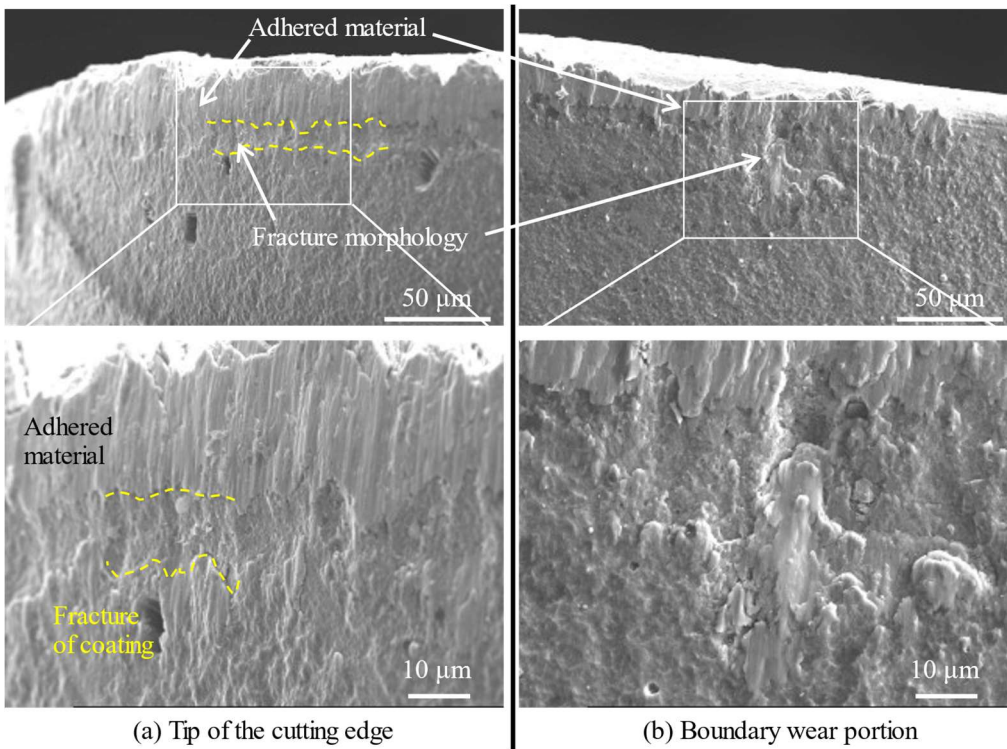 Adhered material
Fracture morphology
50 µm
50 µm
Adhered
material
Fracture
of coating
10 µm
10 µm
(a) Tip of the cutting edge
(b) Boundary wear portion